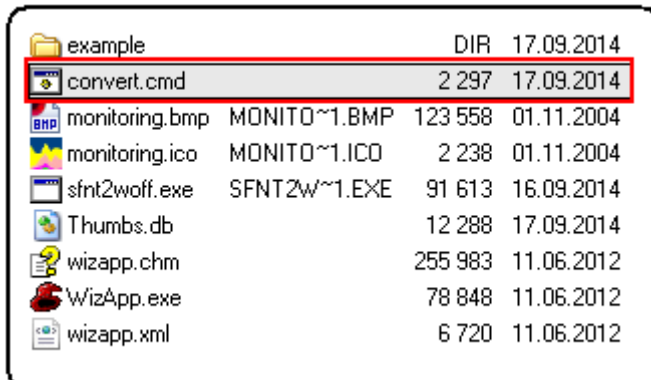 example DIR 17.09.2014
convert.cmd 2 297 17.09.2014
BMP monitoring.bmp MONITO~1.BMP 123 558 01.11.2004
monitoring.ico MONITO~1.ICO 2 238 01.11.2004
sfnt2woff.exe SFNT2W~1.EXE 91 613 16.09.2014
Thumbs.db 12 288 17.09.2014
wizapp.chm 255 983 11.06.2012
WizApp.exe 78 848 11.06.2012
wizapp.xml 6 720 11.06.2012